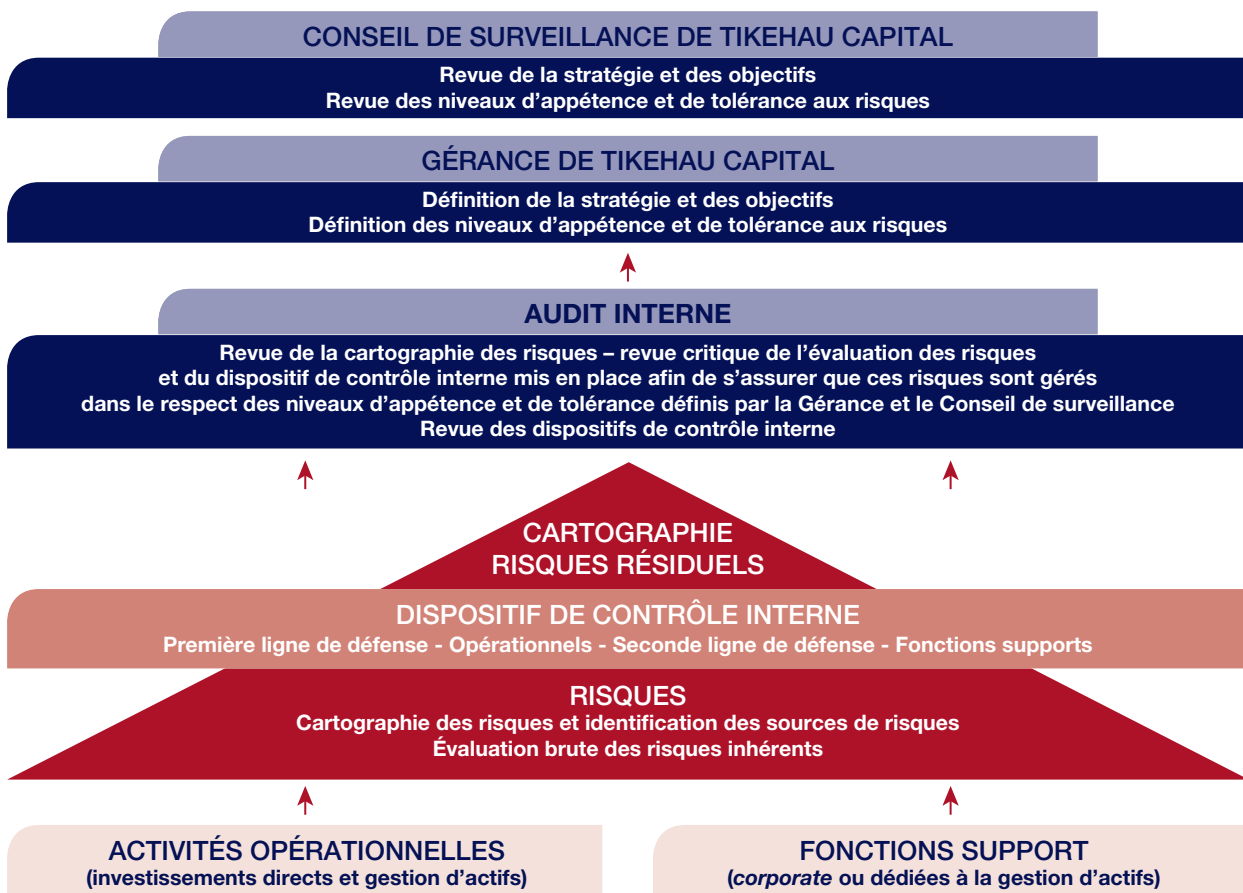 CONSEIL DE SURVEILLANCE DE TIKEHAU CAPITAL
Revue de la stratégie et des objectifs
Revue des niveaux d'appétence et de tolérance aux risques
GÉRANCE DE TIKEHAU CAPITAL
Définition de la stratégie et des objectifs
Définition des niveaux d'appétence et de tolérance aux risques
AUDIT INTERNE
Revue de la cartographie des risques – revue critique de l'évaluation des risques
et du dispositif de contrôle interne mis en place afin de s'assurer que ces risques sont gérés
dans le respect des niveaux d'appétence et de tolérance définis par la Gérance et le Conseil de surveillance
Revue des dispositifs de contrôle interne
CARTOGRAPHIE
RISQUES RÉSIDUELS
DISPOSITIF DE CONTRÔLE INTERNE
Première ligne de défense - Opérationnels - Seconde ligne de défense - Fonctions supports
RISQUES
Cartographie des risques et identification des sources de risques
Évaluation brute des risques inhérents
ACTIVITÉS OPÉRATIONNELLES
(investissements directs et gestion d'actifs)
FONCTIONS SUPPORT
(corporate ou dédiées à la gestion d'actifs)